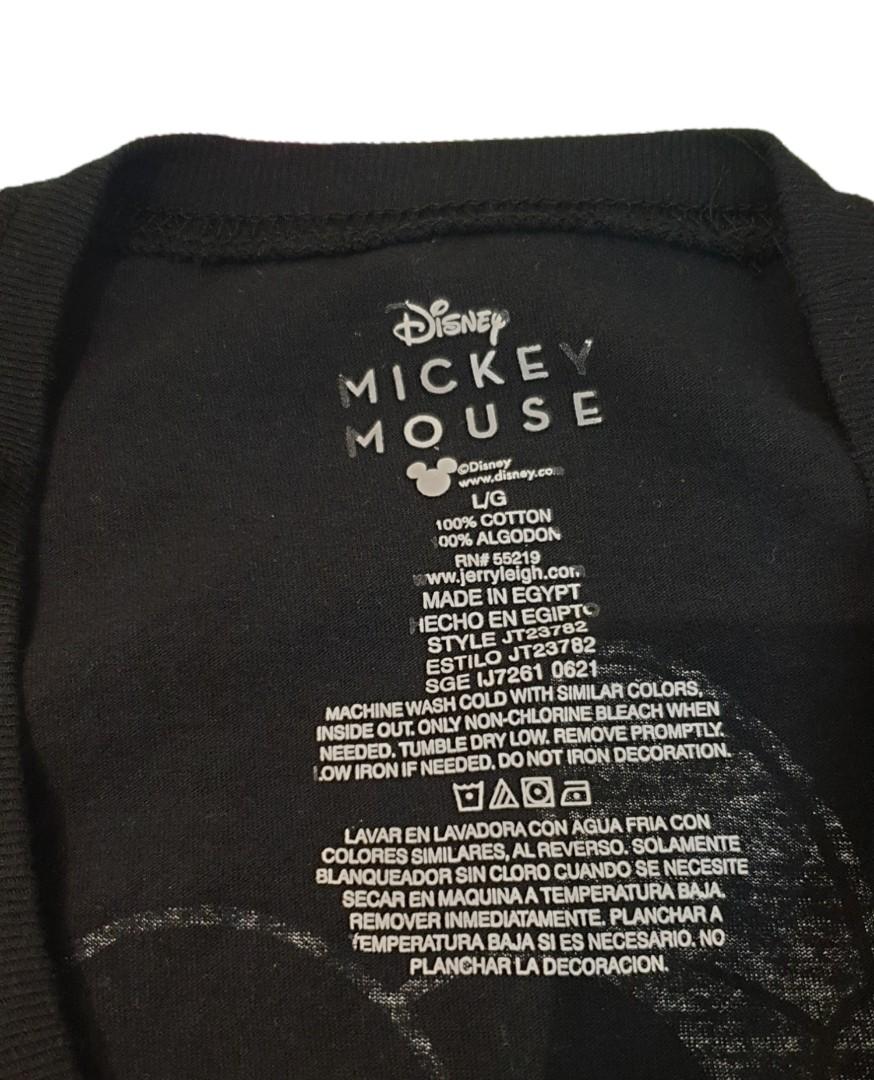 Disney
MICKEY
MOUSE
©Disney
www.disney.co
L/G
100% COTTON
00% ALGODON
RN# 55219
www.jerryleigh.com
MADE IN EGYPT
HECHO EN EGIPTO
STYLE JT23782
ESTILO JT23782
SGE IJ7261 0621
MACHINE WASH COLD WITH SIMILAR COLORS,
INSIDE OUT. ONLY NON-CHLORINE BLEACH WHEN
NEEDED. TUMBLE DRY LOW. REMOVE PROMPTLY.
LOW IRON IF NEEDED. DO NOT IRON DECORATION.
LAVAR EN LAVADORA CON AGUA FRIA CON
COLORES SIMILARES, AL REVERSO. SOLAMENTE
BLANQUEADOR SIN CLORO CUANDO SE NECESITE
SECAR EN MAQUINA A TEMPERATURA BAJA.
REMOVER INMEDIATAMENTE. PLANCHAR A
TEMPERATURA BAJA SI ES NECESARIO. NO
PLANCHAR LA DECORACION.